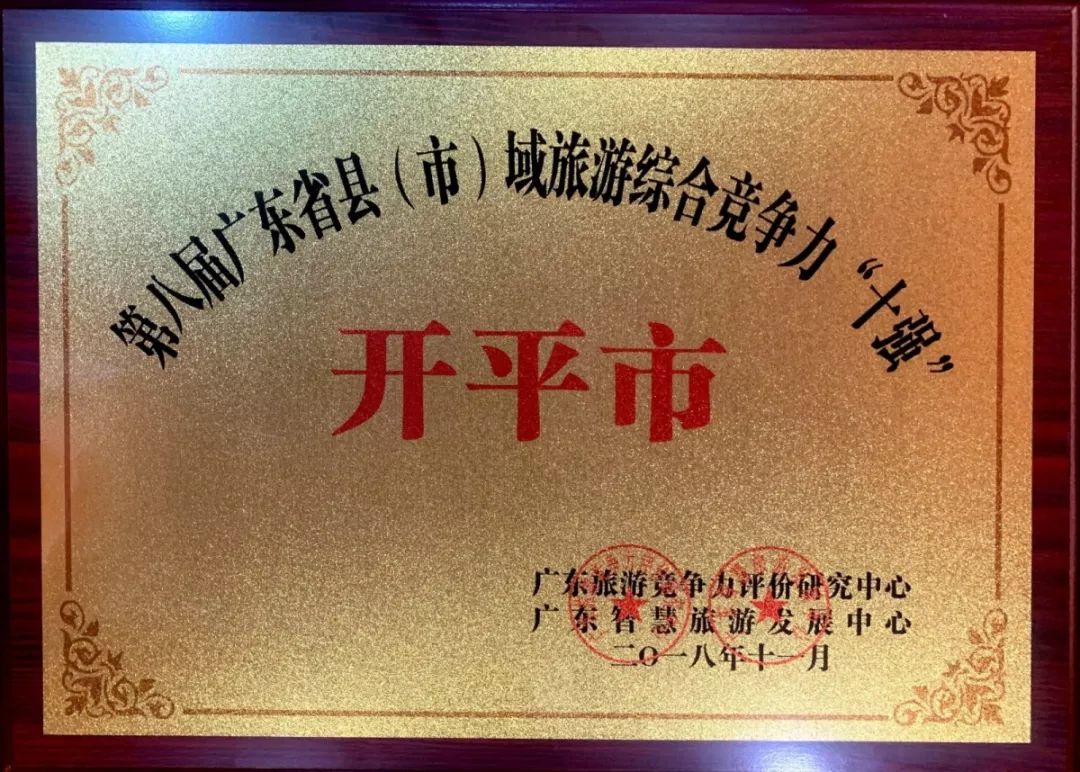 第八届广东省县（市）域旅游综合竞争力“十强”
开平市
广东旅游竞争力评价研究中心
广东智慧旅游发展中心
二〇一八年十一月